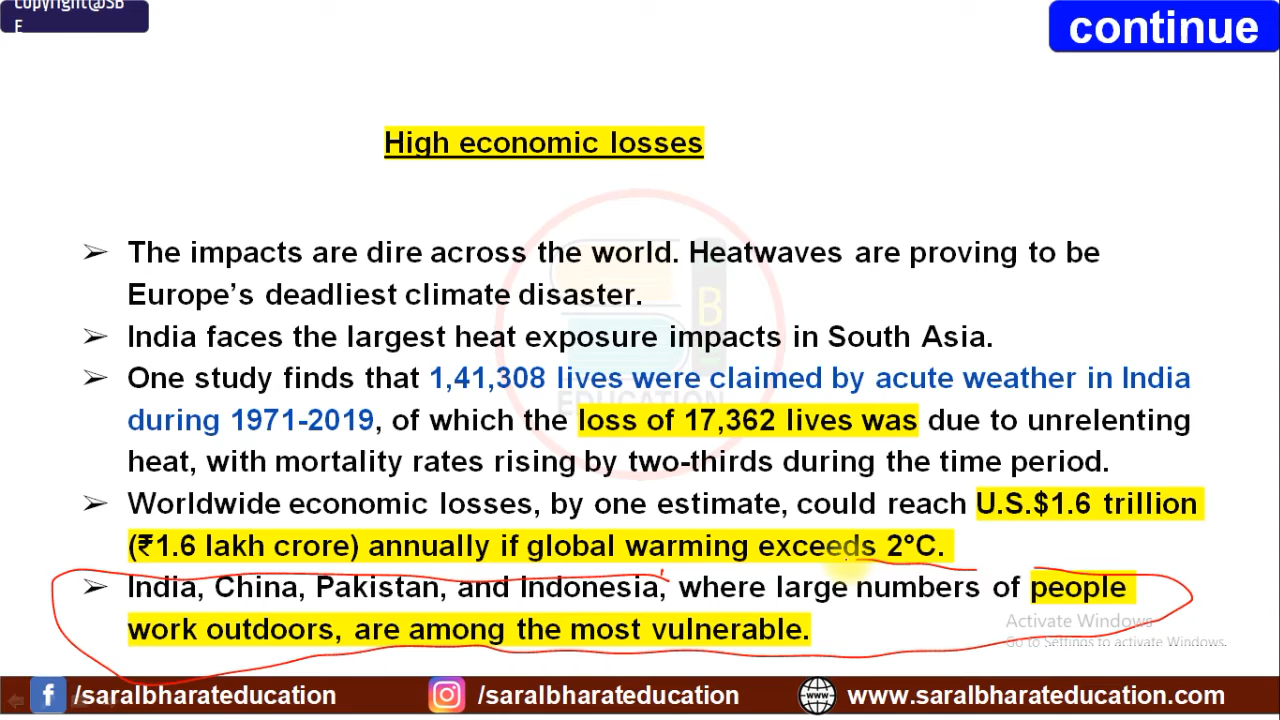 Copyright@SB
E
continue
High economic losses
➢ The impacts are dire across the world. Heatwaves are proving to be
Europe's deadliest climate disaster.
➢ India faces the largest heat exposure impacts in South Asia.
➢ One study finds that 1,41,308 lives were claimed by acute weather in India
during 1971-2019, of which the loss of 17,362 lives was due to unrelenting
heat, with mortality rates rising by two-thirds during the time period.
➢ Worldwide economic losses, by one estimate, could reach U.S.$1.6 trillion
(₹1.6 lakh crore) annually if global warming exceeds 2°C.
➢ India, China, Pakistan, and Indonesia, where large numbers of people
work outdoors, are among the most vulnerable.
B
EDUCATION
Activate Windows
Go to Settings to activate Windows.
/saralbharateducation
/saralbharateducation
www.saralbharateducation.com